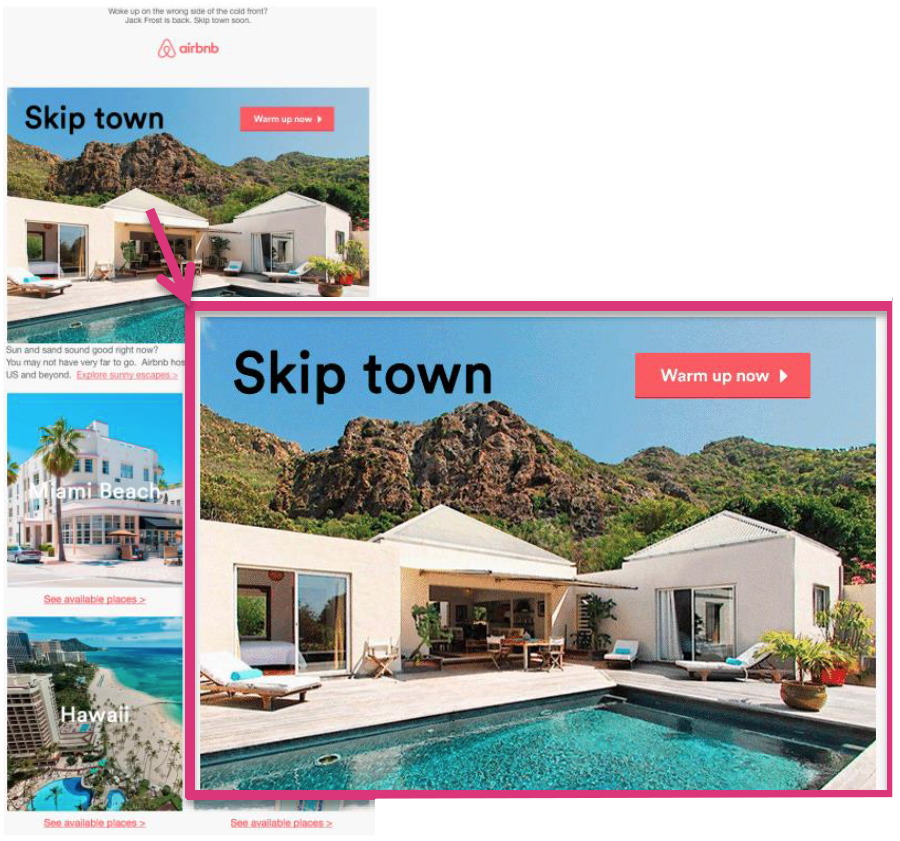 Woke up on the wrong side of the cold front?
Jack Frost is back. Skip town soon.
airbnb
Skip town
Warm up now
Sun and sand sound good right now?
You may not have very far to go. Airbnb hos
US and beyond. Explore sunny escapes >
Skip town
Warm up now
Miami Beach
See available places >
Hawaii
See available places >
See available places >